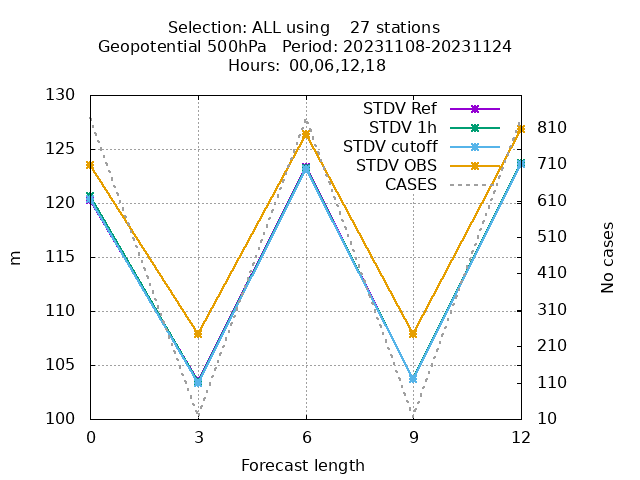 Selection: ALL using    27 stations
Geopotential 500hPa   Period: 20231108-20231124
Hours: 00,06,12,18
STDV Ref
STDV 1h
STDV cutoff
STDV OBS
CASES
130
125
120
115
110
105
100
m
810
710
610
510
410
310
210
110
10
No cases
0
3
6
9
12
Forecast length